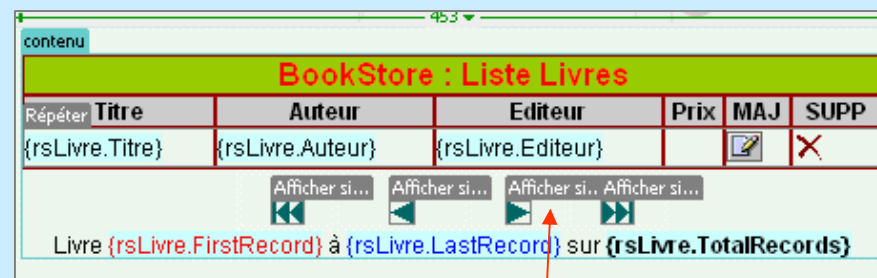 453
contenu
BookStore : Liste Livres
Répéter Titre Auteur Editeur Prix MAJ SUPP
{rsLivre.Titre} {rsLivre.Auteur} {rsLivre.Editeur}
Afficher si... Afficher si... Afficher si... Afficher si...
Livre {rsLivre.FirstRecord} à {rsLivre.LastRecord} sur {rsLivre.TotalRecords}